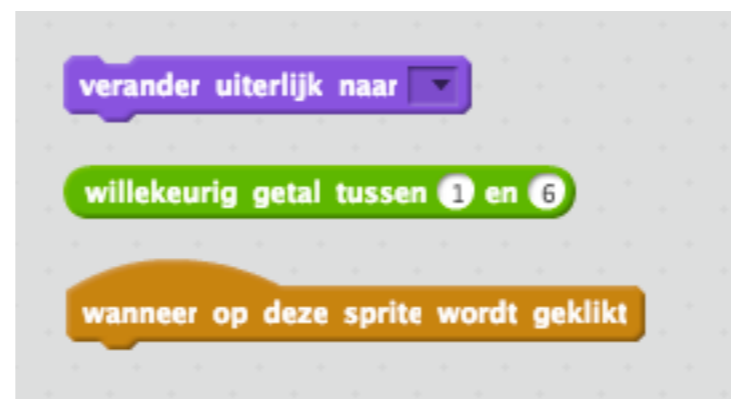 verander uiterlijk naar
willekeurig getal tussen 1 en 6
wanneer op deze sprite wordt geklikt